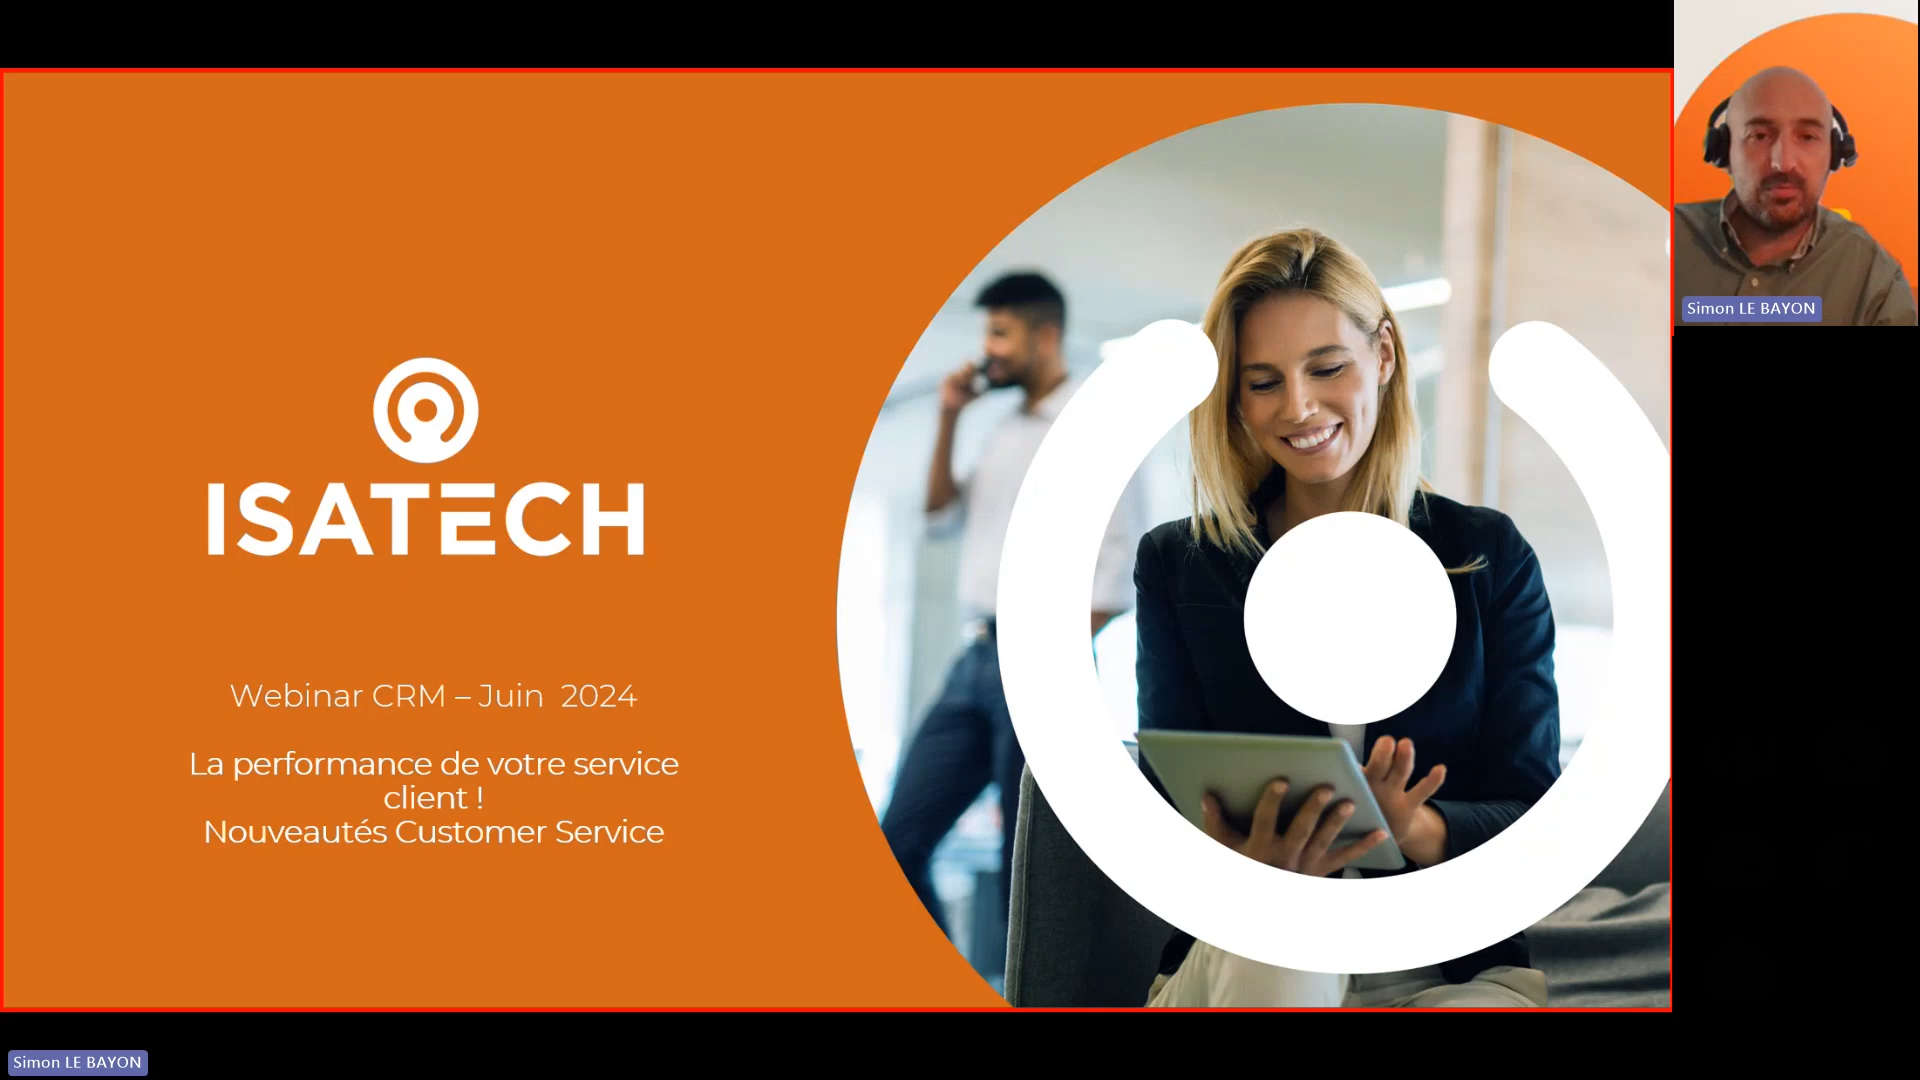 Simon LE BAYON
ISATECH
Webinar CRM – Juin 2024
La performance de votre service
client !
Nouveautés Customer Service
Simon LE BAYON